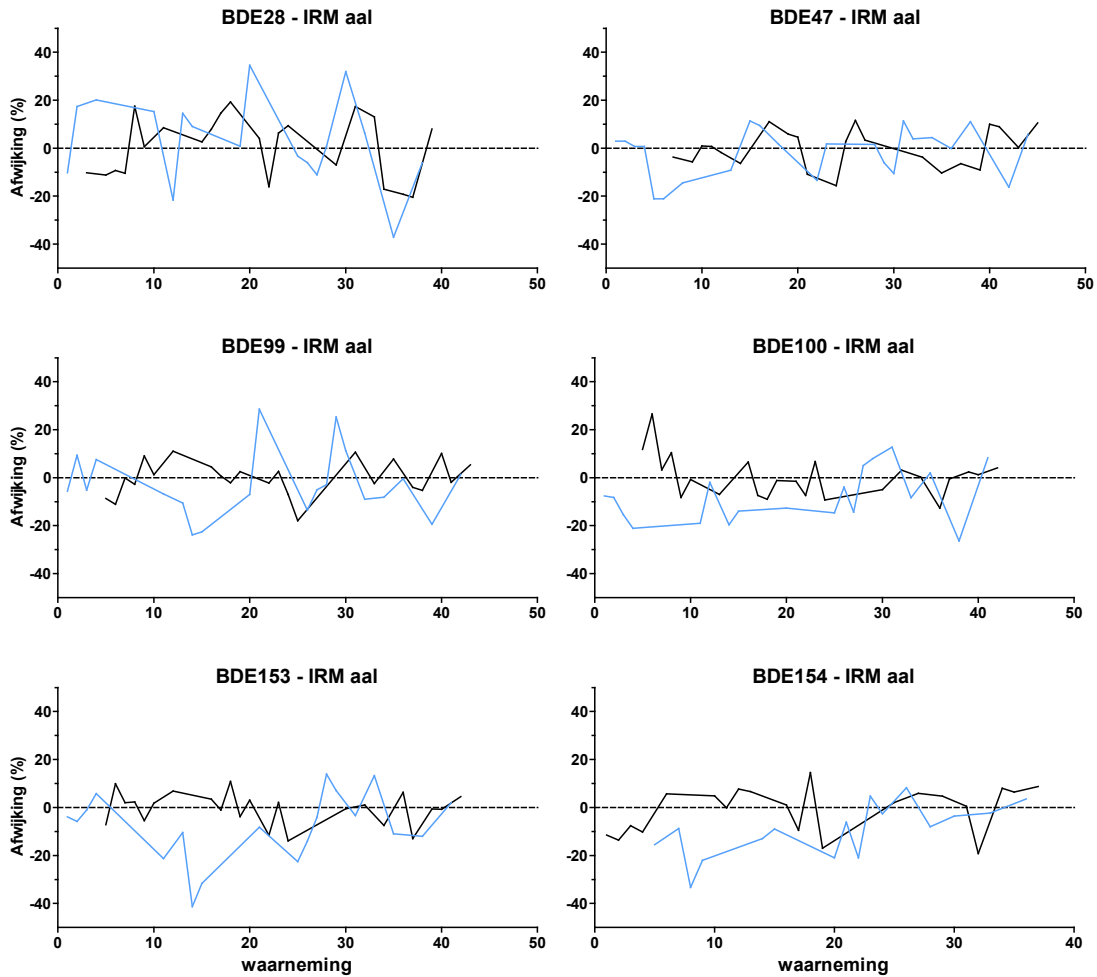 BDE28 - IRM aal
Afwijking (%)
40
20
0
-20
-40
0 10 20 30 40 50
BDE47 - IRM aal
40
20
0
-20
-40
0 10 20 30 40 50
BDE99 - IRM aal
Afwijking (%)
40
20
0
-20
-40
0 10 20 30 40 50
BDE100 - IRM aal
40
20
0
-20
-40
0 10 20 30 40 50
BDE153 - IRM aal
Afwijking (%)
40
20
0
-20
-40
0 10 20 30 40 50
waarneming
BDE154 - IRM aal
40
20
0
-20
-40
0 10 20 30 40
waarneming